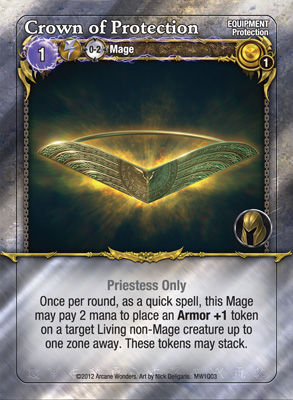 Crown of Protection
EQUIPMENT
Protection
1
0-2
Mage
1
Priestess Only
Once per round, as a quick spell, this Mage
may pay 2 mana to place an Armor +1 token
on a target Living non-Mage creature up to
one zone away. These tokens may stack.
©2012 Arcane Wonders. Art by Nick Deligaris. MW1Q03